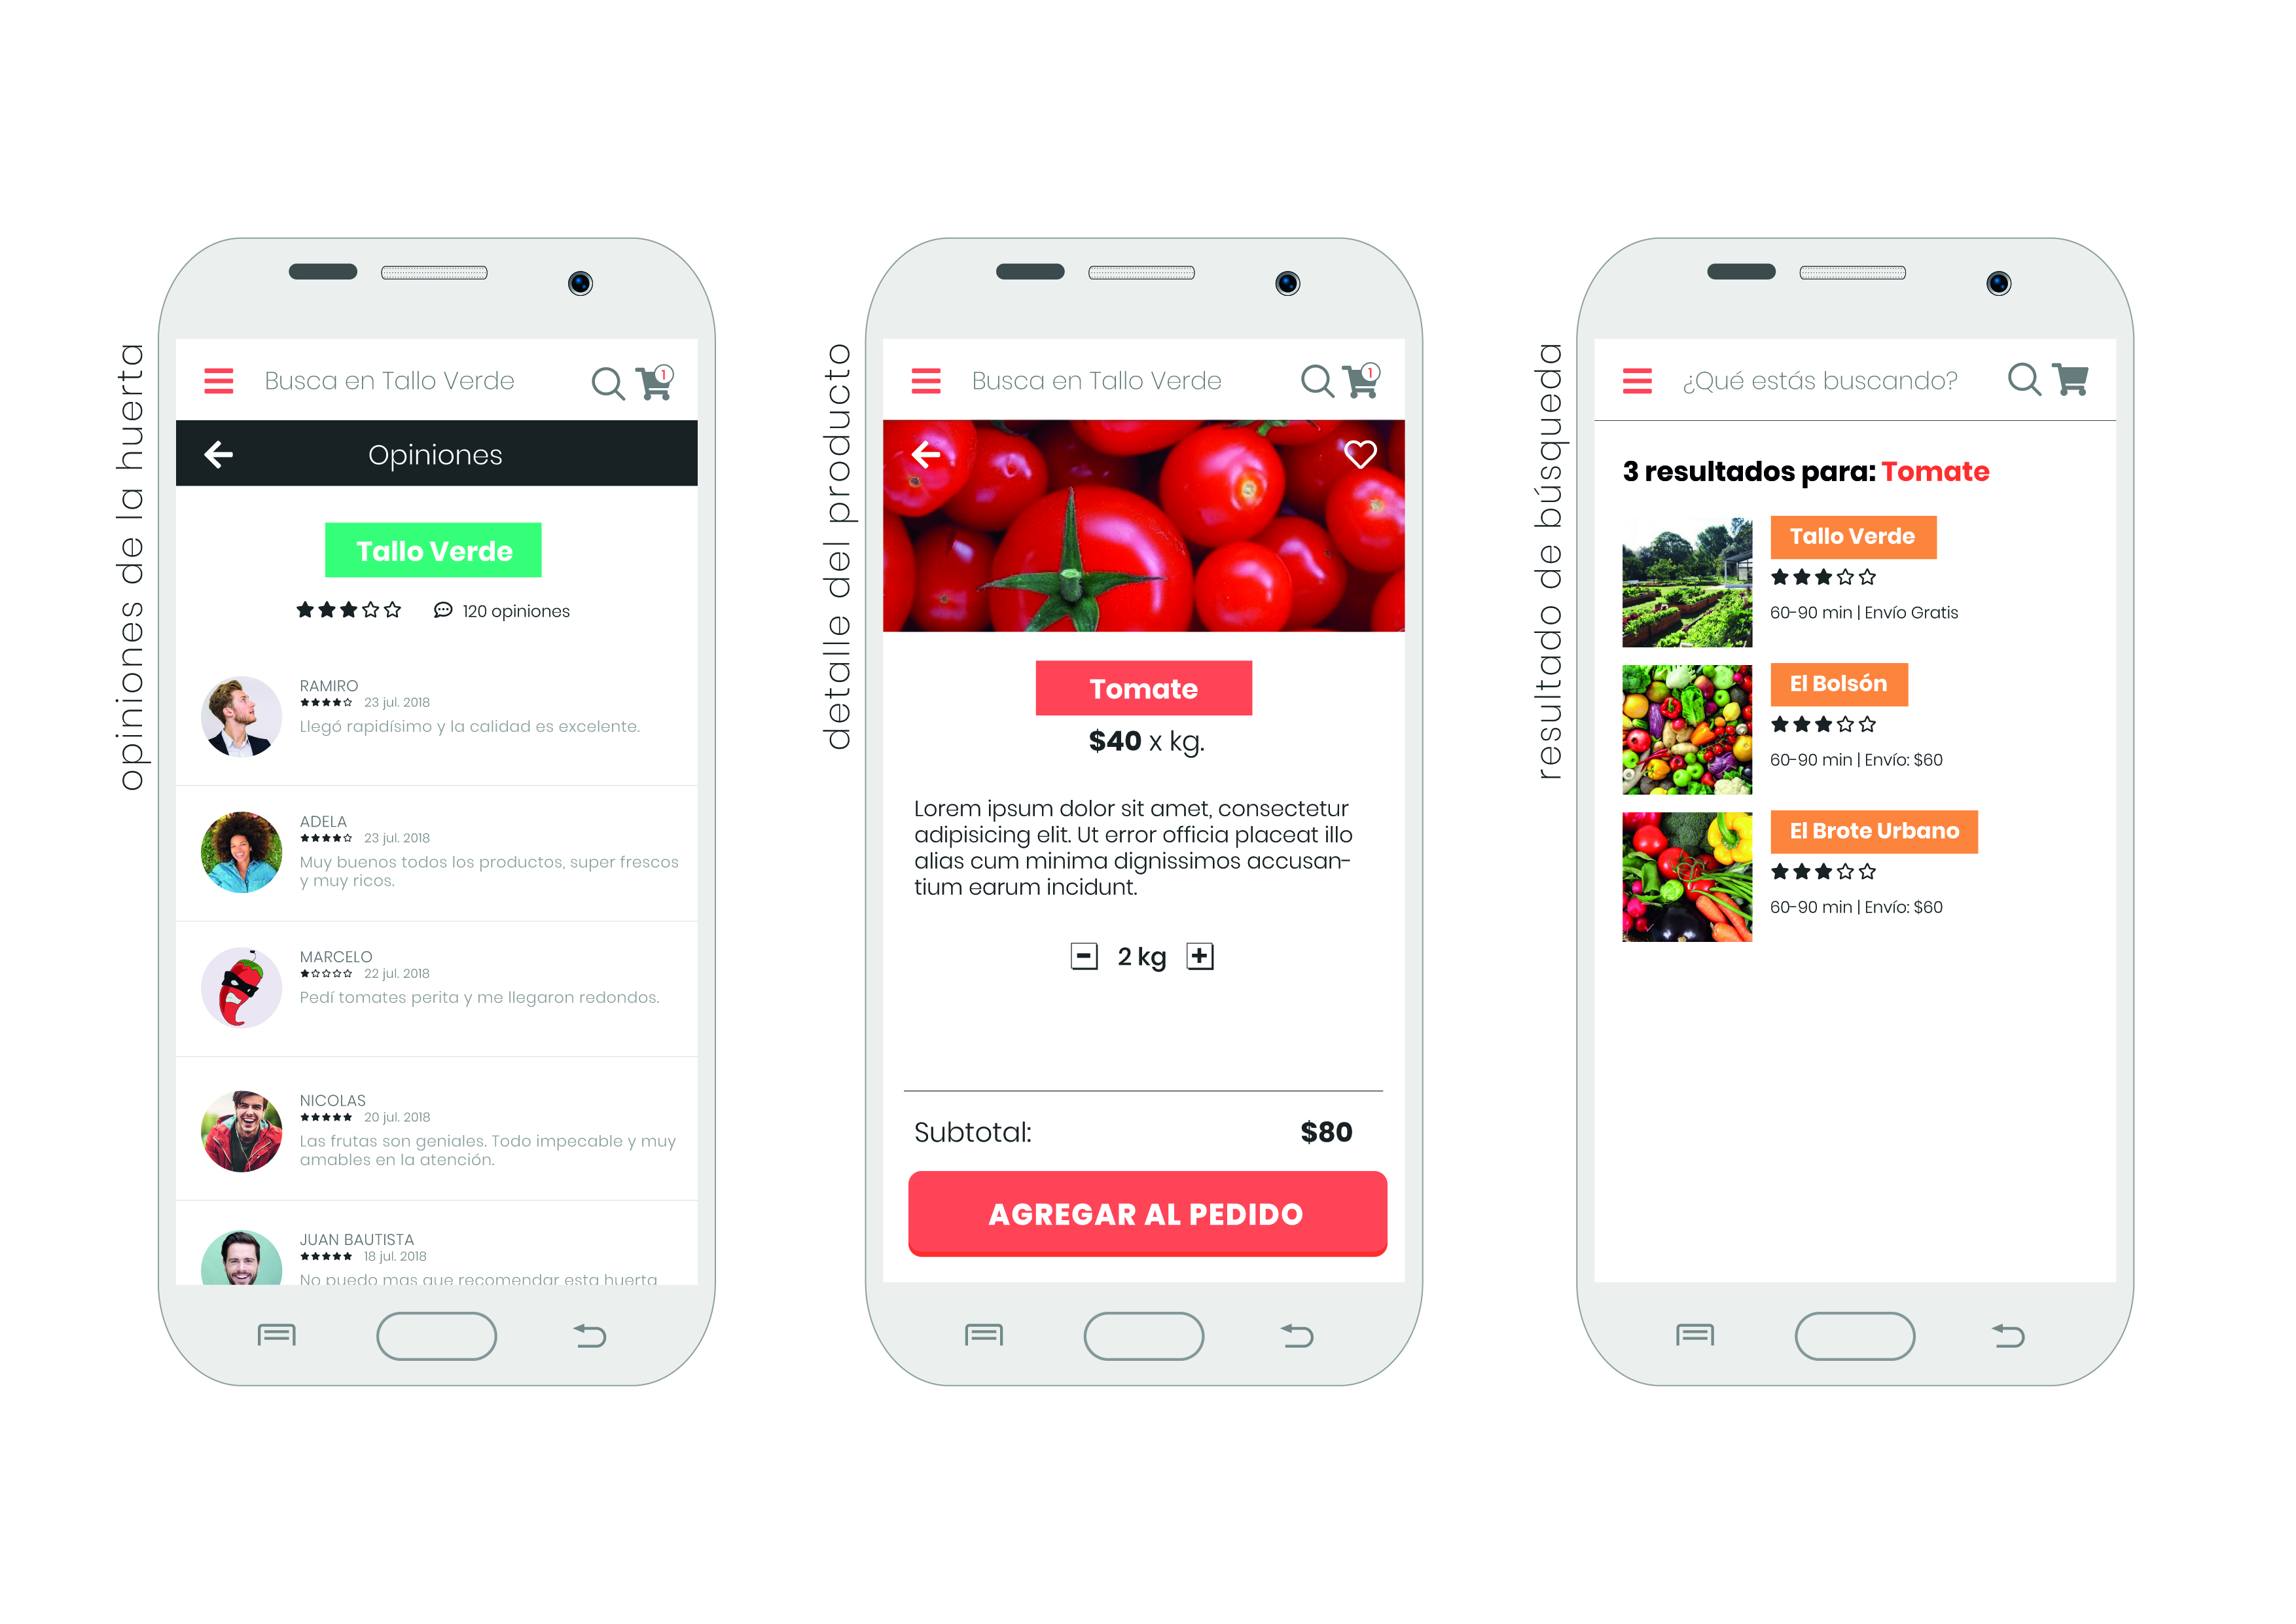 opiniones de la huerta
Busca en Tallo Verde
1
Opiniones
Tallo Verde
120 opiniones
RAMIRO
23 jul. 2018
Llegó rapidísimo y la calidad es excelente.
ADELA
23 jul. 2018
Muy buenos todos los productos, super frescos
y muy ricos.
MARCELO
22 jul. 2018
Pedí tomates perita y me llegaron redondos.
NICOLAS
20 jul. 2018
Las frutas son geniales. Todo impecable y muy
amables en la atención.
JUAN BAUTISTA
18 jul. 2018
No puedo mas que recomendar esta huerta
detalle del producto
Busca en Tallo Verde
1
Tomate
$40 x kg.
Lorem ipsum dolor sit amet, consectetur
adipisicing elit. Ut error officia placeat illo
alias cum minima dignissimos accusan-
tium earum incidunt.
2 kg
Subtotal: $80
AGREGAR AL PEDIDO
resultado de búsqueda
¿Qué estás buscando?
3 resultados para: Tomate
Tallo Verde
60-90 min | Envío Gratis
El Bolsón
60-90 min | Envío: $60
El Brote Urbano
60-90 min | Envío: $60